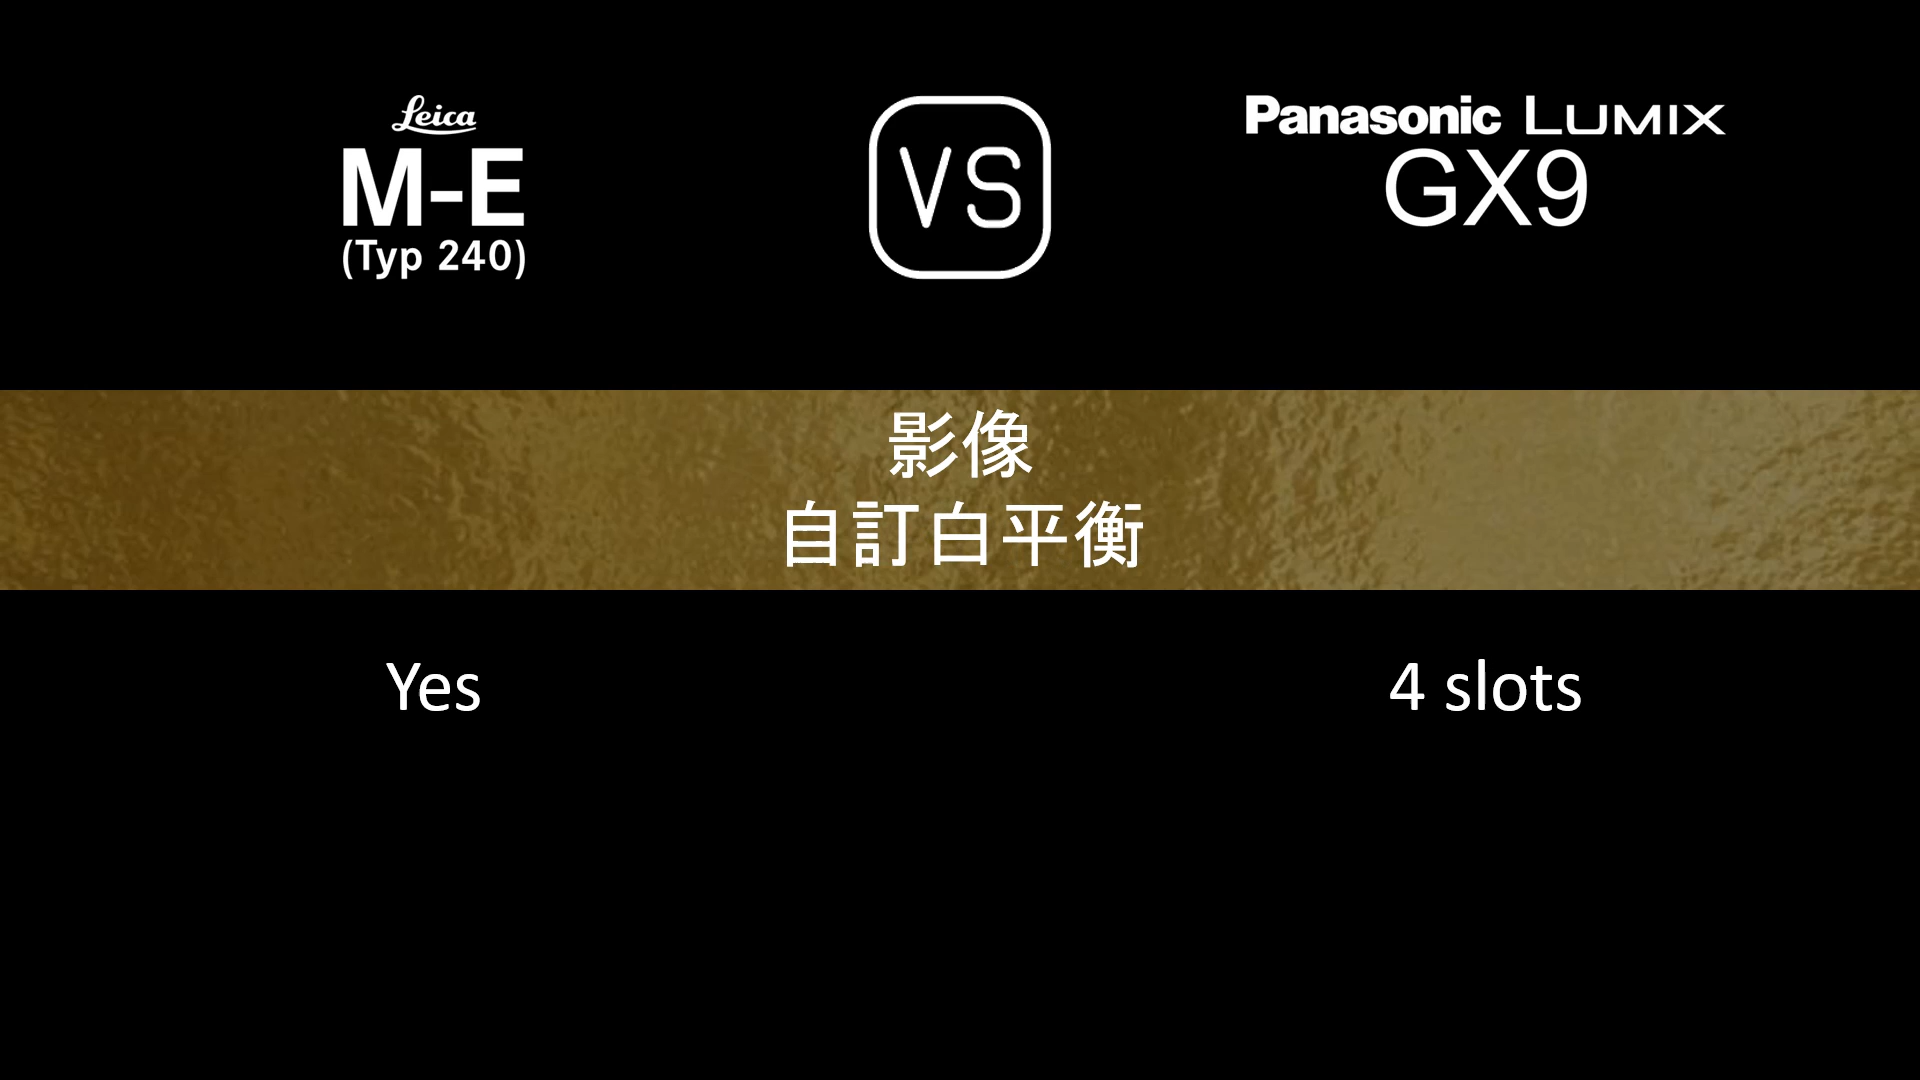 Leica
M-E
(Typ 240)
VS
Panasonic LUMIX
GX9
影像
自訂白平衡
Yes
4 slots